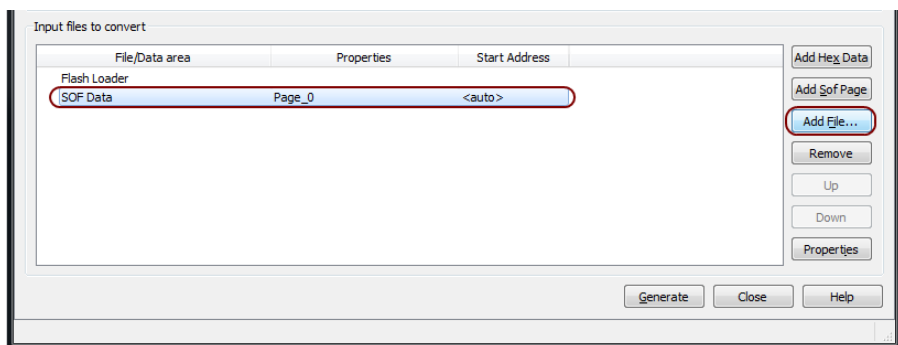 Input files to convert
File/Data area Properties Start Address
Flash Loader
SOF Data Page_0 <auto>
Add Hex Data
Add Sof Page
Add File...
Remove
Up
Down
Properties
Generate Close Help